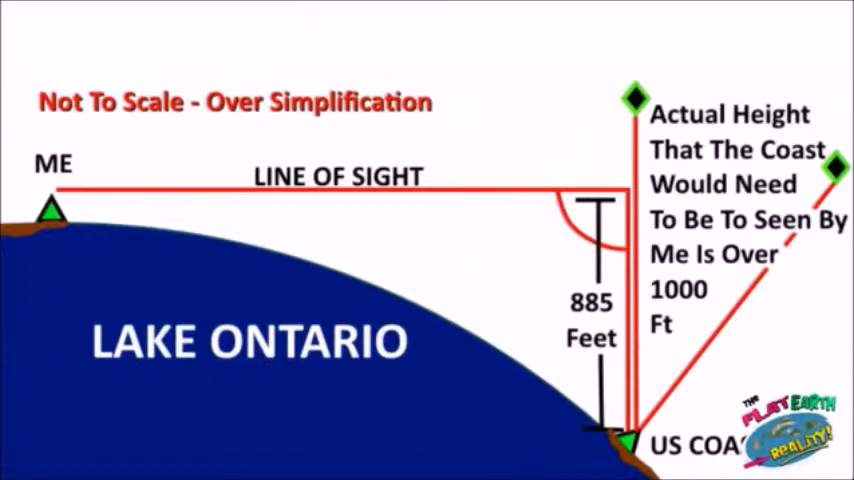 Not To Scale - Over Simplification
ME
LINE OF SIGHT
Actual Height
That The Coast
Would Need
To Be To Seen By
Me Is Over
1000
Ft
885
Feet
LAKE ONTARIO
US COA
THE
FLAT EARTH
REALITY!